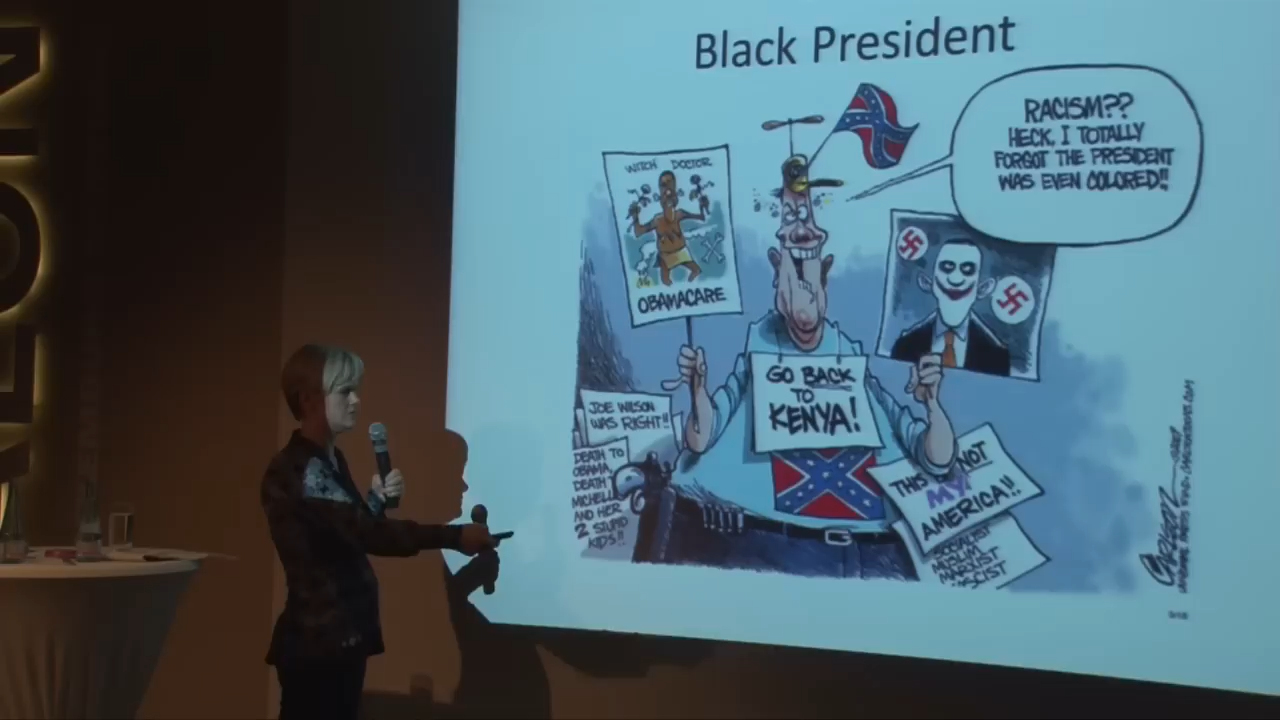 Black President
RACISM??
HECK, I TOTALLY
FORGOT THE PRESIDENT
WAS EVEN COLORED!!
WITCH DOCTOR
OBAMACARE
GO BACK
TO
KENYA!
JOE WILSON
WAS RIGHT!!
DEATH TO
OBAMA,
DEATH
MICHELL
AND HER
2 STUPID
KIDS!!
THIS IS NOT
MY
AMERICA!!
SOCIALIST
MUSLIM
MARXIST
FASCIST